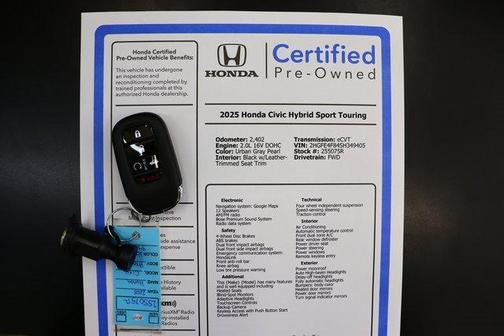 Honda Certified
Pre-Owned Vehicle Benefits:
This vehicle has undergone
an inspection and
reconditioning completed by
trained professionals at this
authorized Honda dealership.
HONDA
Certified
Pre-Owned
2025 Honda Civic Hybrid Sport Touring
Odometer: 2,402
Engine: 2.0L 16V DOHC
Color: Urban Gray Pearl
Interior: Black w/Leather-
Trimmed Seat Trim
Transmission: eCVT
VIN: 2HGFE4F84SH349405
Stock #: 255075R
Drivetrain: FWD
Electronic
Navigation system: Google Maps
12 Speakers
AM/FM radio
Bose Premium Sound System
Radio data system
Safety
4-Wheel Disc Brakes
ABS brakes
Dual front impact airbags
Dual front side impact airbags
Emergency communication system:
HondaLink
Front anti-roll bar
Knee airbag
Low tire pressure warning
Additional
This (Make) (Model) has many features
and is well equipped including
Heated Seats
Blind-Spot Monitors
Adaptive Headlights
Touchscreen Controls
Backup Camera
Keyless Access with Push Button Start
Drowsiness Alert
Technical
Four wheel independent suspension
Speed-sensing steering
Traction control
Interior
Air Conditioning
Automatic temperature control
Front dual zone A/C
Rear window defroster
Power driver seat
Power steering
Power windows
Remote keyless entry
Exterior
Power moonroof
Auto High-beam Headlights
Delay-off headlights
Fully automatic headlights
Bumpers: body-color
Heated door mirrors
Power door mirrors
Turn signal indicator mirrors